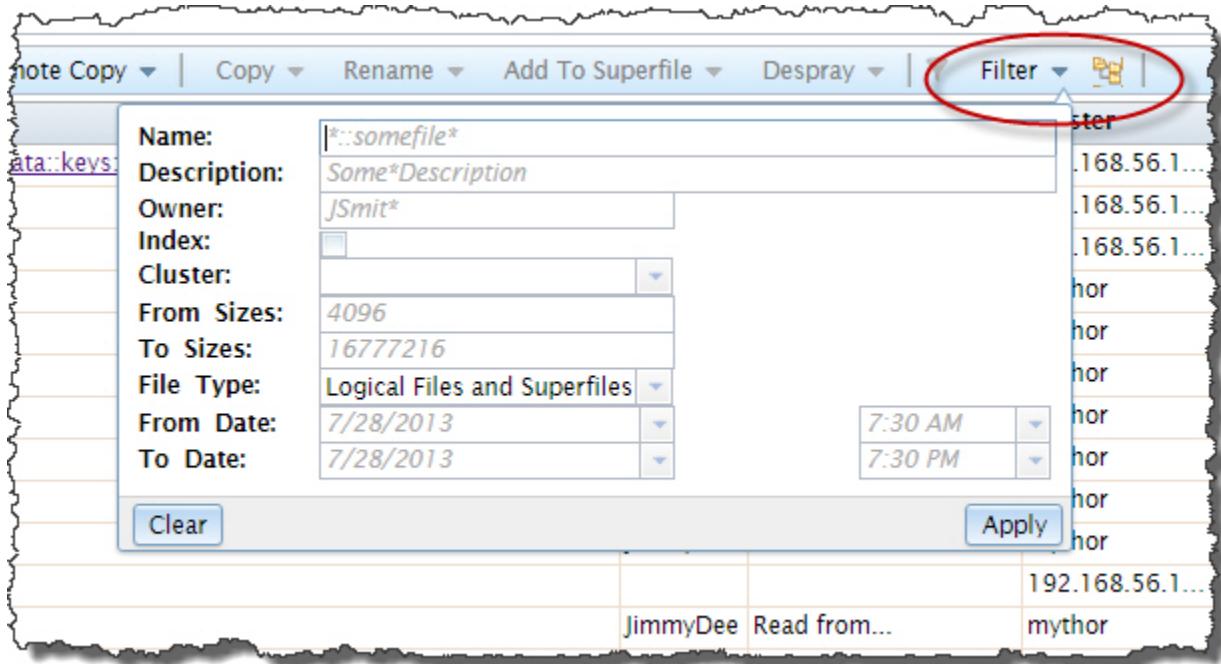 note Copy Copy Rename Add To Superfile Despray Filter
ster
Name: *::somefile*
ata::keys: .168.56.1...
Description: Some*Description
Owner: JSmit* .168.56.1...
Index: .168.56.1...
Cluster:
hor
From Sizes: 4096
hor
To Sizes: 16777216
hor
File Type: Logical Files and Superfiles
From Date: 7/28/2013 7:30 AM hor
To Date: 7/28/2013 7:30 PM hor
hor
Clear Apply
hor
192.168.56.1...
JimmyDee Read from... mythor